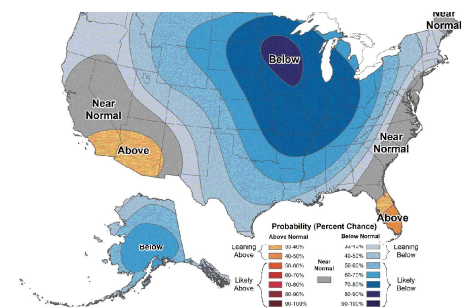 Near
Normal
Below
Near
Normal
Above
Near
Normal
Above
Below
Probability (Percent Chance)
Above Normal
Below Normal
Leaning
Above
33-40%
40-50%
50-60%
Likely
Above
60-70%
70-80%
80-90%
90-100%
Near
Normal
33-40%
40-50%
Leaning
Below
50-60%
60-70%
70-80%
Likely
Below
80-90%
90-100%